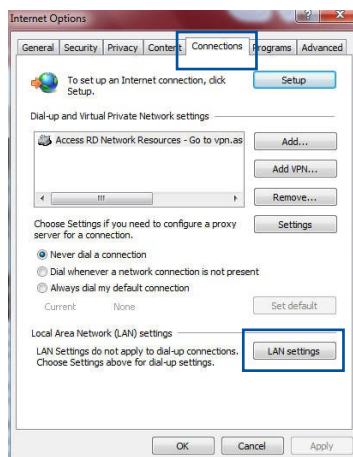 Internet Options
General Security Privacy Content Connections Programs Advanced
To set up an Internet connection, click
Setup.
Setup
Dial-up and Virtual Private Network settings
Access RD Network Resources - Go to vpn.as
Add...
Add VPN...
Remove...
Choose Settings if you need to configure a proxy
server for a connection.
Settings
Never dial a connection
Dial whenever a network connection is not present
Always dial my default connection
Current None
Set default
Local Area Network (LAN) settings
LAN Settings do not apply to dial-up connections.
Choose Settings above for dial-up settings.
LAN settings
OK Cancel Apply